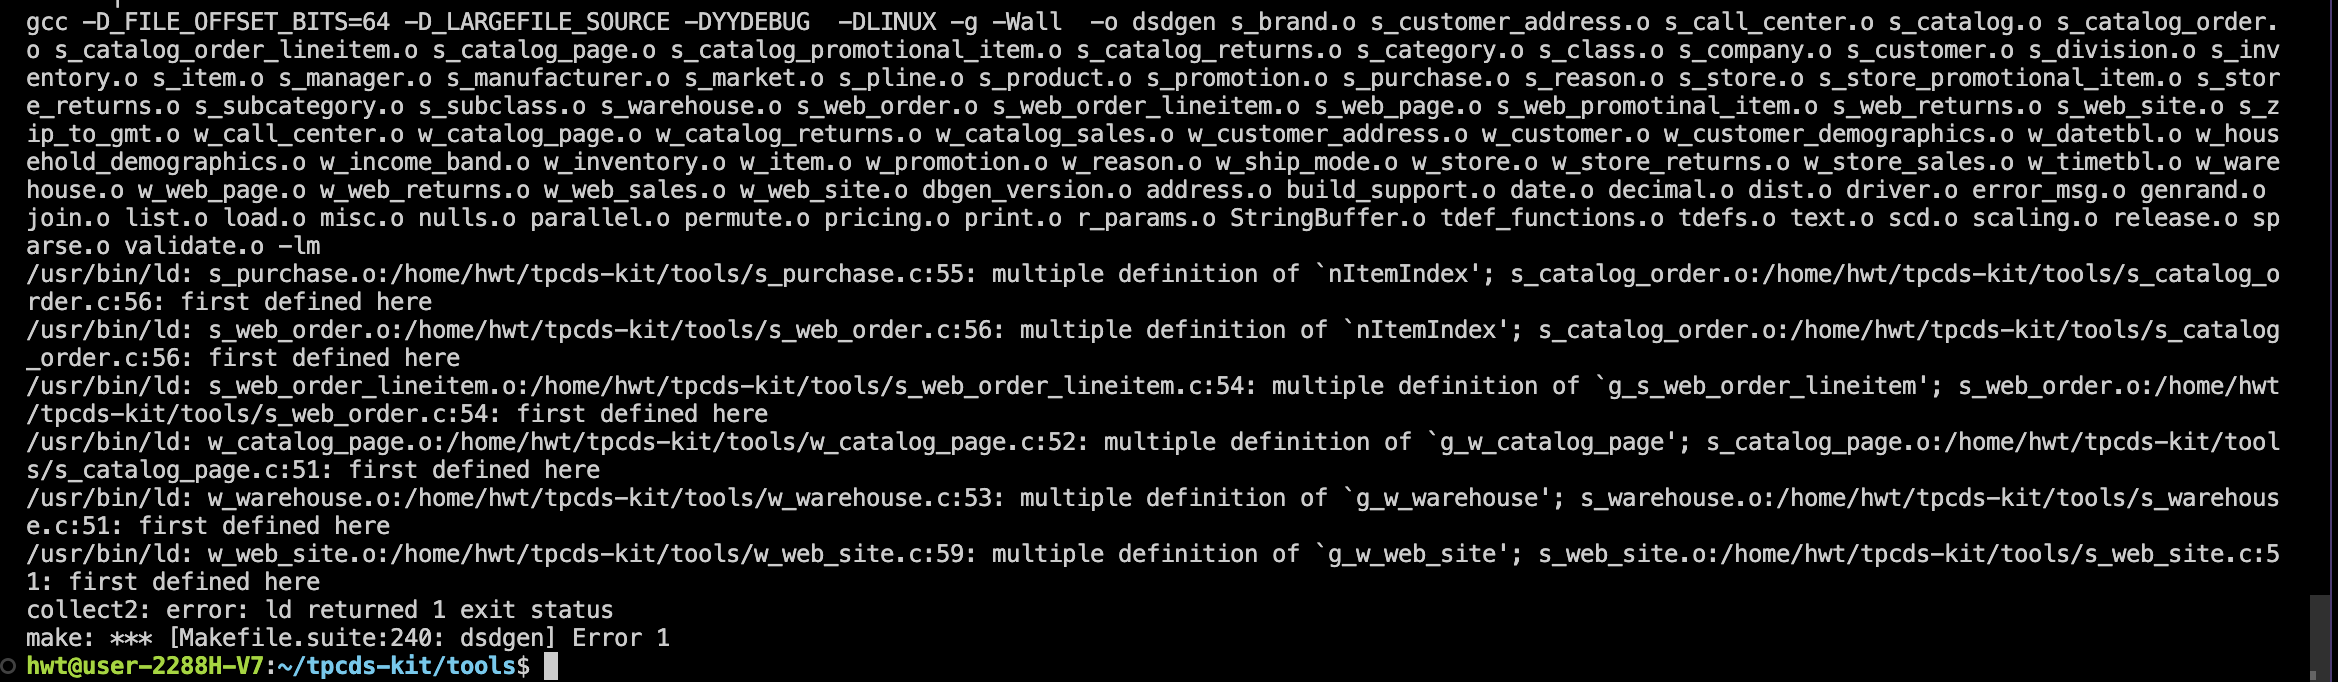 gcc -D_FILE_OFFSET_BITS=64 -D_LARGEFILE_SOURCE -DYYDEBUG  -DLINUX -g -Wall  -o dsdgen s_brand.o s_customer_address.o s_call_center.o s_catalog.o s_catalog_order.
o s_catalog_order_lineitem.o s_catalog_page.o s_catalog_promotional_item.o s_catalog_returns.o s_category.o s_class.o s_company.o s_customer.o s_division.o s_inv
entory.o s_item.o s_manager.o s_manufacturer.o s_market.o s_pline.o s_product.o s_promotion.o s_purchase.o s_reason.o s_store.o s_store_promotional_item.o s_stor
e_returns.o s_subcategory.o s_subclass.o s_warehouse.o s_web_order.o s_web_order_lineitem.o s_web_page.o s_web_promotinal_item.o s_web_returns.o s_web_site.o s_z
ip_to_gmt.o w_call_center.o w_catalog_page.o w_catalog_returns.o w_catalog_sales.o w_customer_address.o w_customer.o w_customer_demographics.o w_datetbl.o w_hous
ehold_demographics.o w_income_band.o w_inventory.o w_item.o w_promotion.o w_reason.o w_ship_mode.o w_store.o w_store_returns.o w_store_sales.o w_timetbl.o w_ware
house.o w_web_page.o w_web_returns.o w_web_sales.o w_web_site.o dbgen_version.o address.o build_support.o date.o decimal.o dist.o driver.o error_msg.o genrand.o
join.o list.o load.o misc.o nulls.o parallel.o permute.o pricing.o print.o r_params.o StringBuffer.o tdef_functions.o tdefs.o text.o scd.o scaling.o release.o sp
arse.o validate.o -lm
/usr/bin/ld: s_purchase.o:/home/hwt/tpcds-kit/tools/s_purchase.c:55: multiple definition of `nItemIndex'; s_catalog_order.o:/home/hwt/tpcds-kit/tools/s_catalog_o
rder.c:56: first defined here
/usr/bin/ld: s_web_order.o:/home/hwt/tpcds-kit/tools/s_web_order.c:56: multiple definition of `nItemIndex'; s_catalog_order.o:/home/hwt/tpcds-kit/tools/s_catalog
_order.c:56: first defined here
/usr/bin/ld: s_web_order_lineitem.o:/home/hwt/tpcds-kit/tools/s_web_order_lineitem.c:54: multiple definition of `g_s_web_order_lineitem'; s_web_order.o:/home/hwt
/tpcds-kit/tools/s_web_order.c:54: first defined here
/usr/bin/ld: w_catalog_page.o:/home/hwt/tpcds-kit/tools/w_catalog_page.c:52: multiple definition of `g_w_catalog_page'; s_catalog_page.o:/home/hwt/tpcds-kit/tool
s/s_catalog_page.c:51: first defined here
/usr/bin/ld: w_warehouse.o:/home/hwt/tpcds-kit/tools/w_warehouse.c:53: multiple definition of `g_w_warehouse'; s_warehouse.o:/home/hwt/tpcds-kit/tools/s_warehous
e.c:51: first defined here
/usr/bin/ld: w_web_site.o:/home/hwt/tpcds-kit/tools/w_web_site.c:59: multiple definition of `g_w_web_site'; s_web_site.o:/home/hwt/tpcds-kit/tools/s_web_site.c:5
1: first defined here
collect2: error: ld returned 1 exit status
make: *** [Makefile.suite:240: dsdgen] Error 1
hwt@user-2288H-V7:~/tpcds-kit/tools$